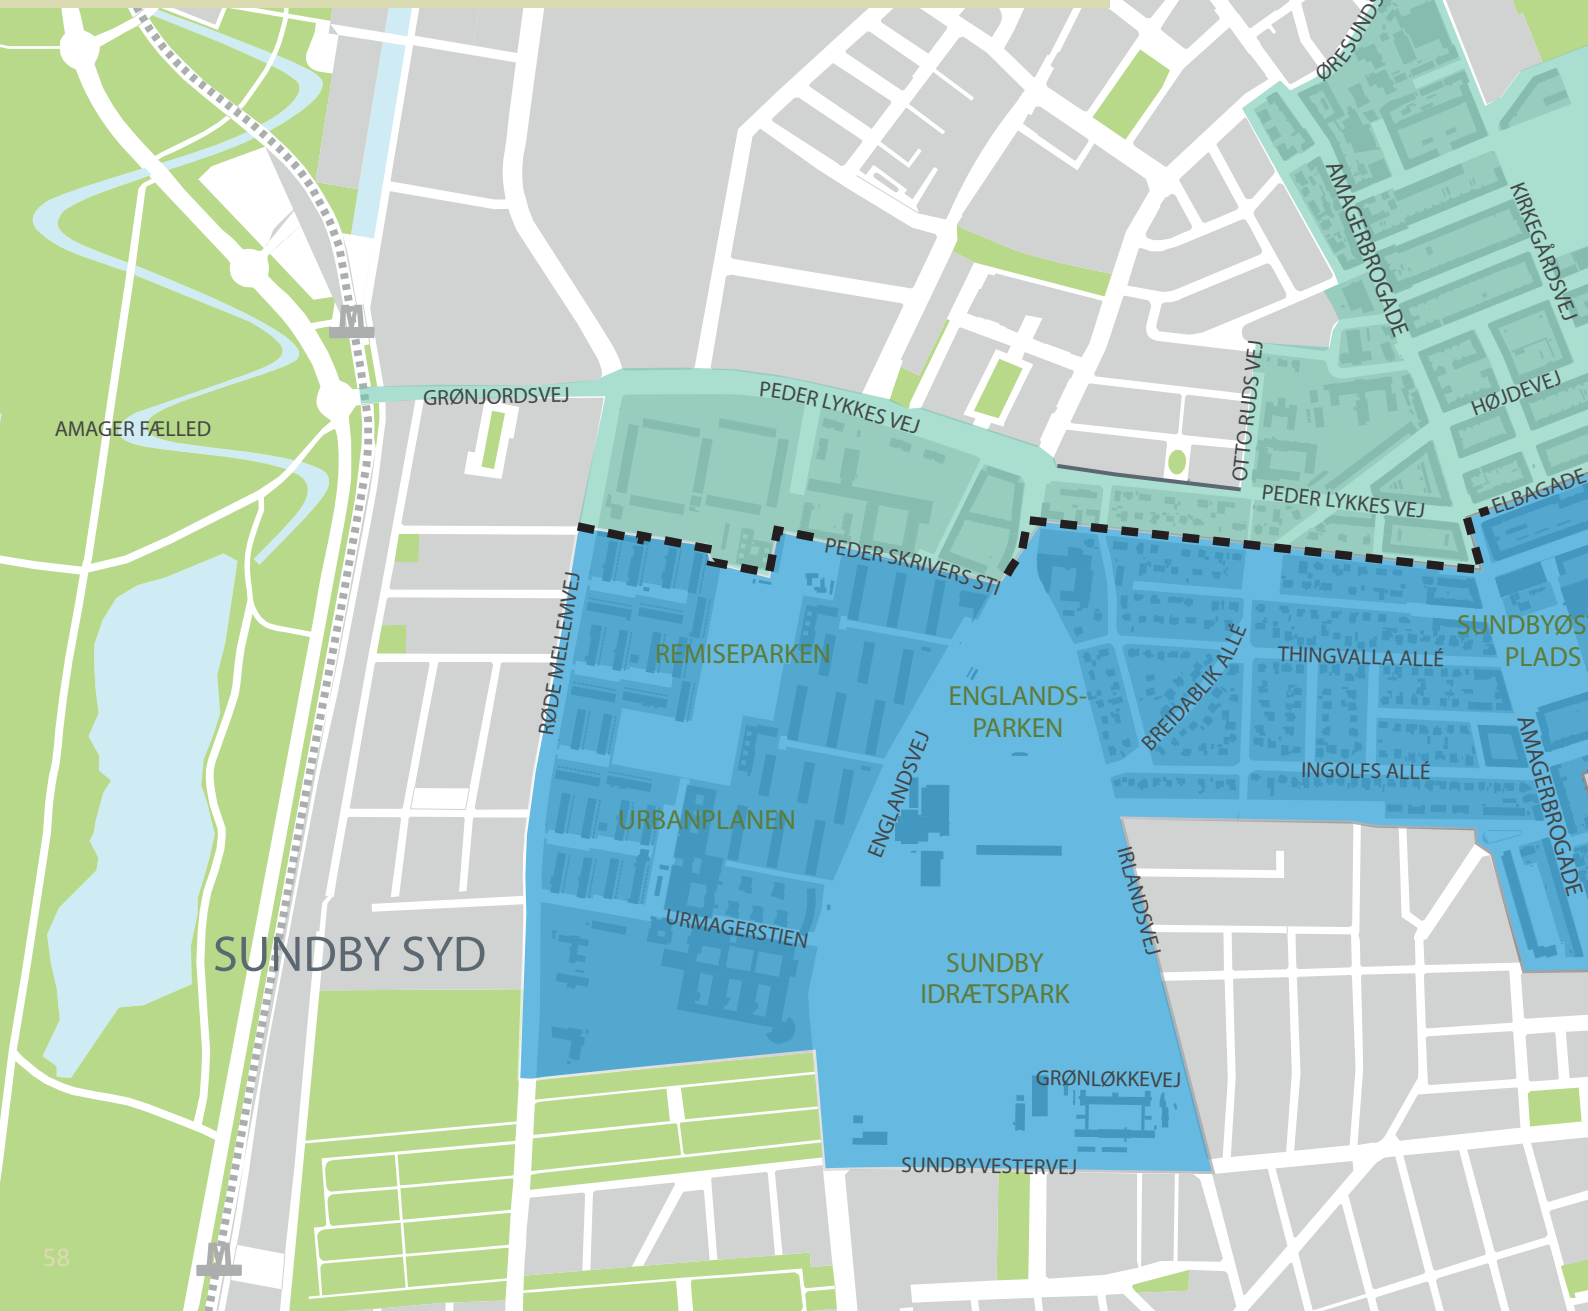 ØRESUNDS
AMAGERBROGADE
KIRKEGÅRDSVEJ
M
GRØNJORDSVEJ
PEDER LYKKES VEJ
OTTO RUDS VEJ
HØJDEVEJ
AMAGER FÆLLED
PEDER LYKKES VEJ
ELBAGADE
PEDER SKRIVERS STI
RØDE MELLEMVEJ
REMISEPARKEN
BREIDABLIK ALLÉ
THINGVALLA ALLÉ
SUNDBYØS
PLADS
ENGLANDS-
PARKEN
ENGLANDSVEJ
INGOLFS ALLÉ
AMAGERBROGADE
URBANPLANEN
IRLANDSVEJ
URMAGERSTIEN
SUNDBY SYD
SUNDBY
IDRÆTSPARK
GRØNLØKKEVEJ
SUNDBYVESTERVEJ
M
58